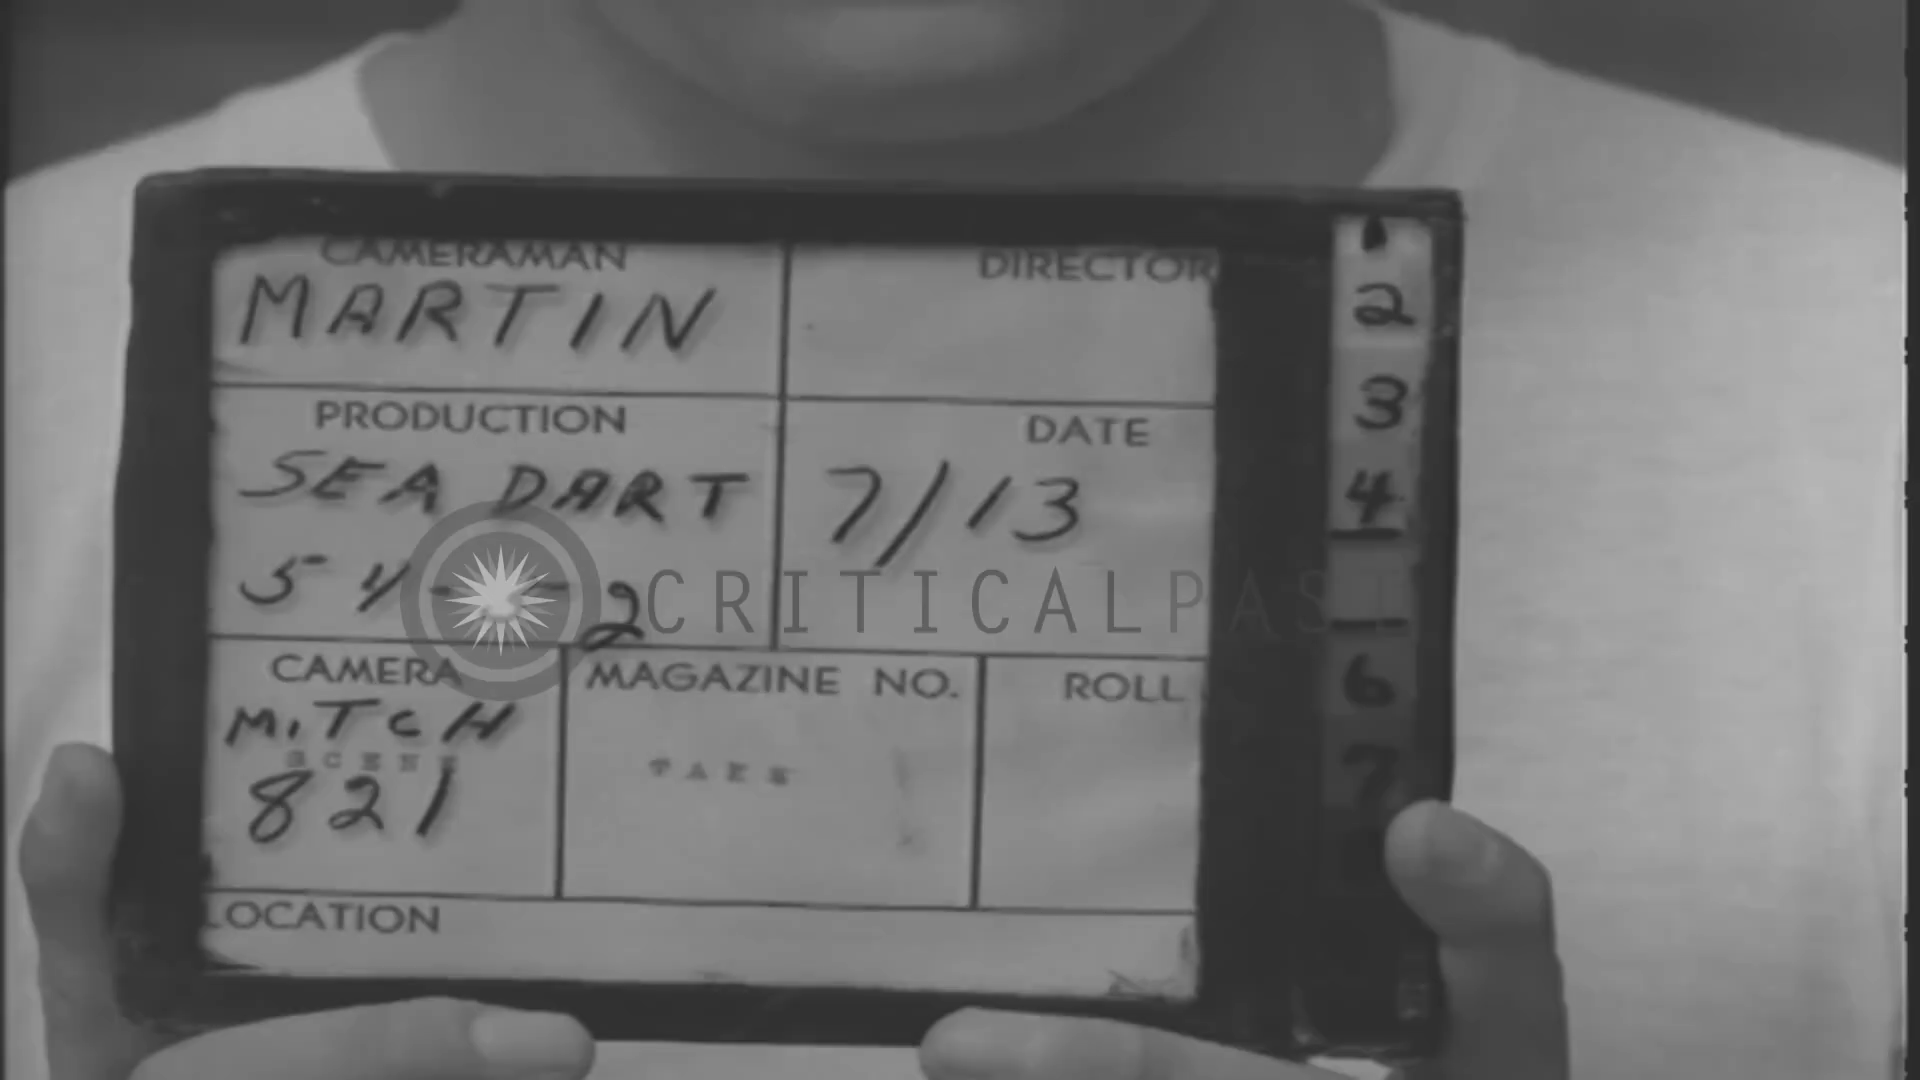 CAMERAMAN
MARTIN
DIRECTOR
PRODUCTION
SEA DART
DATE
7/13
CRITICALPAST
CAMERA
MITCH
SCENE
821
MAGAZINE NO.
TAKE
ROLL
LOCATION
2
3
4
6
7